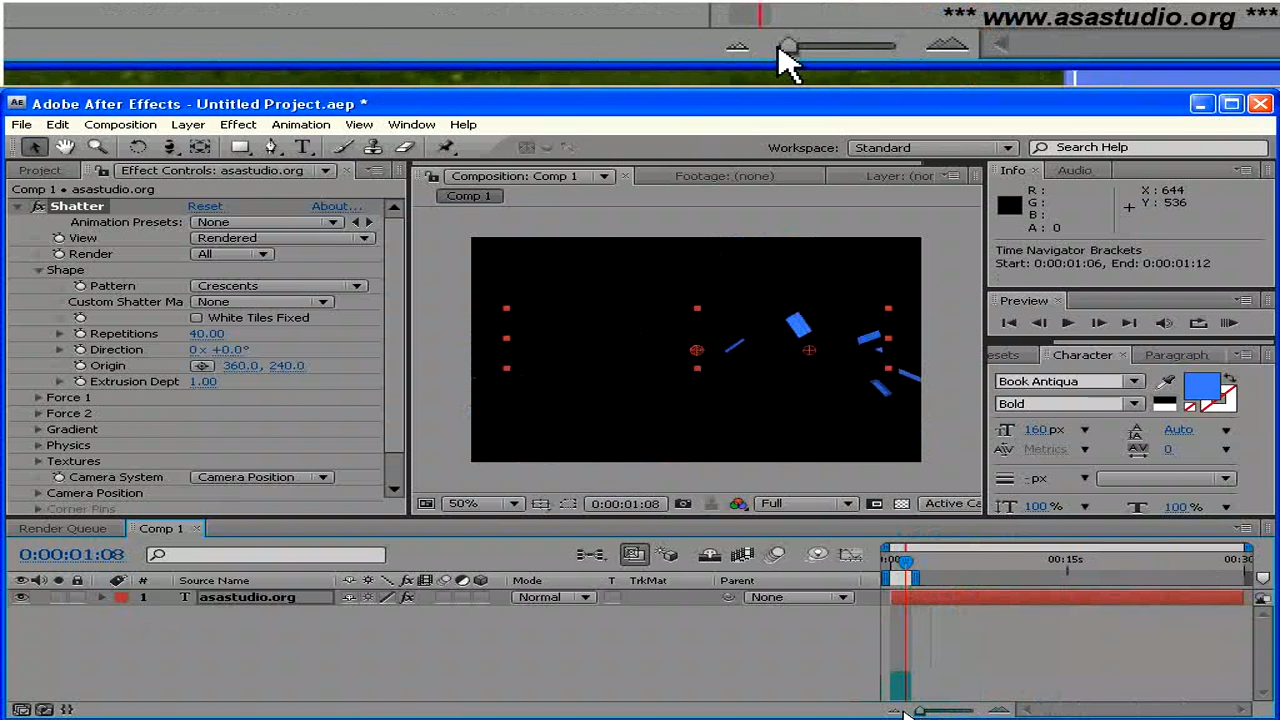 *** www.asastudio.org ***
Adobe After Effects - Untitled Project.aep *
File Edit Composition Layer Effect Animation View Window Help
Workspace: Standard Search Help
Project Effect Controls: asastudio.org Composition: Comp 1 Footage: (none) Layer: (nor Info Audio
Comp 1 • asastudio.org
Comp 1
Shatter Reset About...
Animation Presets: None
View Rendered
Render All
Shape
Pattern Crescents
Custom Shatter Ma None
White Tiles Fixed
Repetitions 40.00
Direction 0 x +0.0°
Origin 360.0, 240.0
Extrusion Dept 1.00
Force 1
Force 2
Gradient
Physics
Textures
Camera System Camera Position
Camera Position
Corner Pins
R :
G :
B :
A : 0
X : 644
Y : 536
Time Navigator Brackets
Start: 0:00:01:06, End: 0:00:01:12
Preview
sets Character Paragraph
Book Antiqua
Bold
160 px Auto
Metrics 0
- px
100 % 100 %
50% 0:00:01:08 Full Active Ca
Render Queue Comp 1
0:00:01:08
:00 00:15s 00:30
# Source Name Mode T TrkMat Parent
1 T asastudio.org Normal None